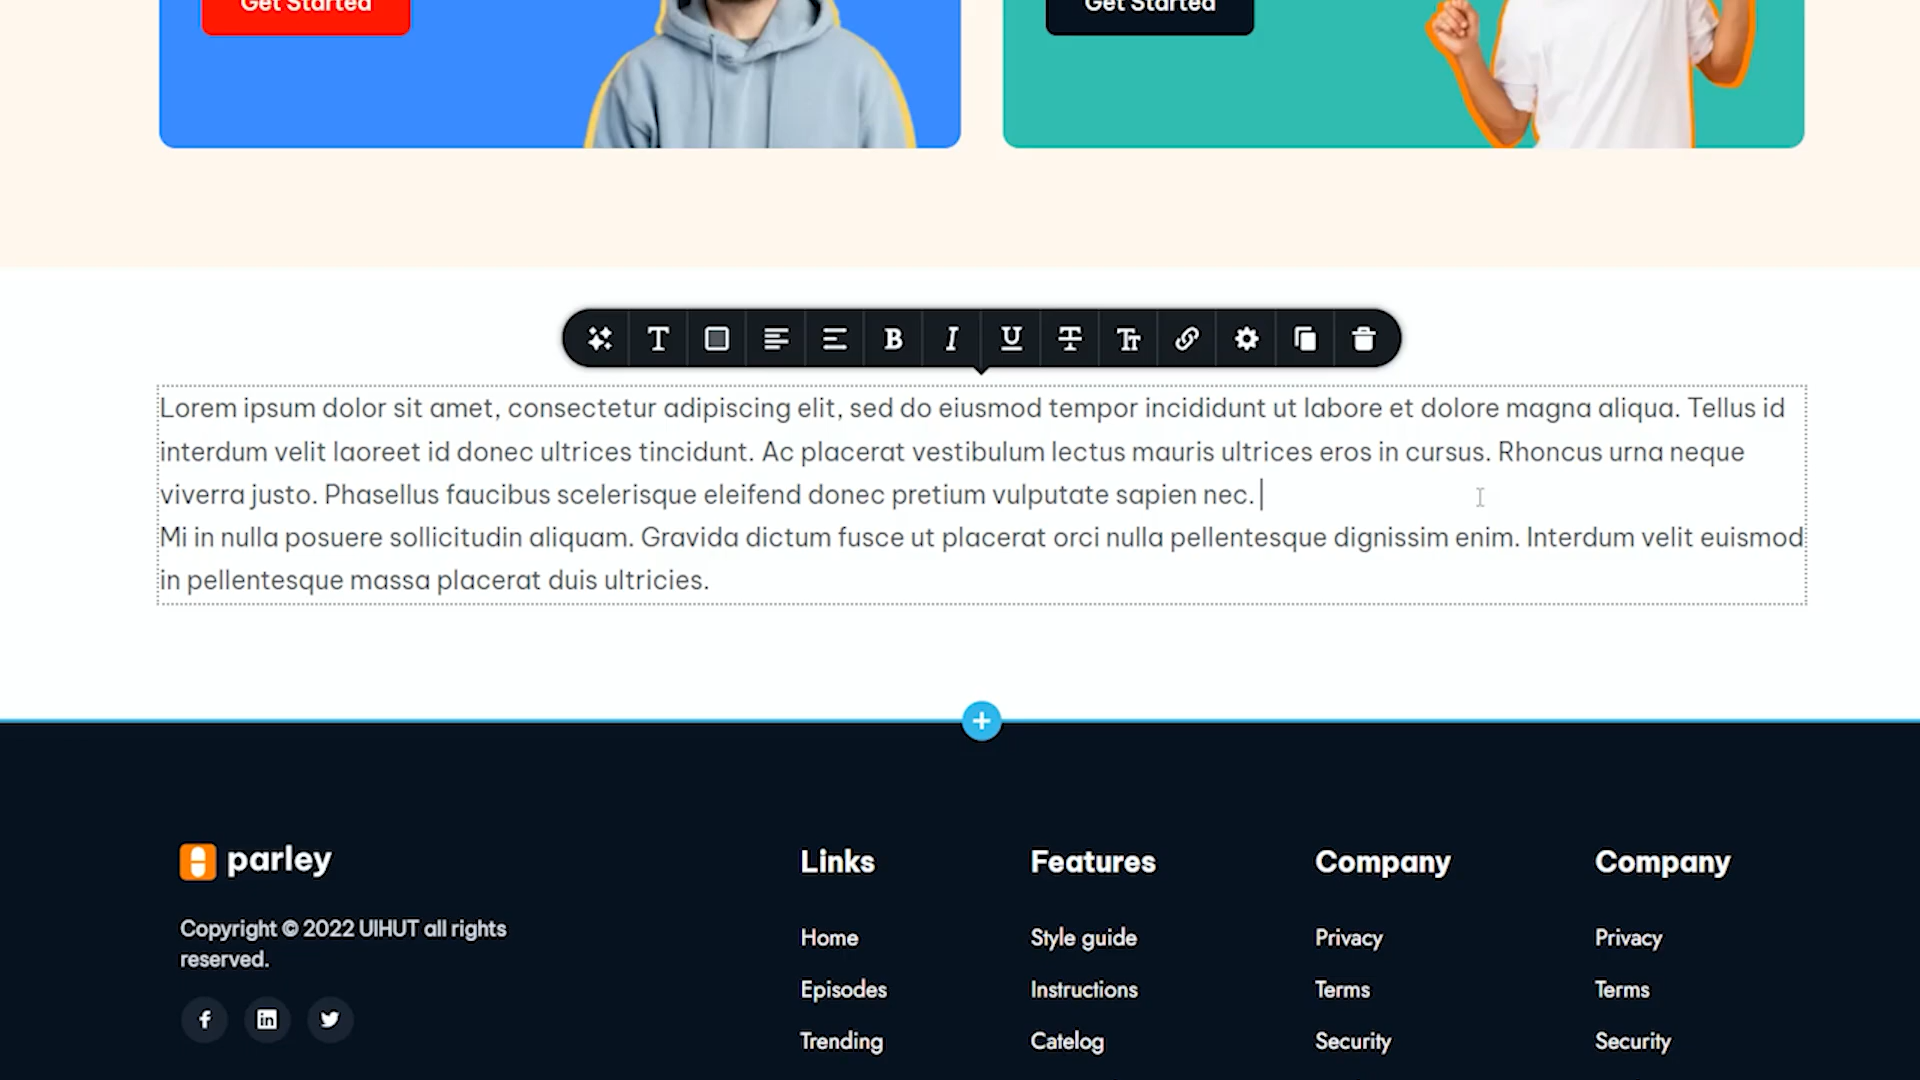 Get Started
Get Started
Lorem ipsum dolor sit amet, consectetur adipiscing elit, sed do eiusmod tempor incididunt ut labore et dolore magna aliqua. Tellus id
interdum velit laoreet id donec ultrices tincidunt. Ac placerat vestibulum lectus mauris ultrices eros in cursus. Rhoncus urna neque
viverra justo. Phasellus faucibus scelerisque eleifend donec pretium vulputate sapien nec.
Mi in nulla posuere sollicitudin aliquam. Gravida dictum fusce ut placerat orci nulla pellentesque dignissim enim. Interdum velit euismod
in pellentesque massa placerat duis ultricies.
parley
Copyright © 2022 UIHUT all rights
reserved.
Links
Home
Episodes
Trending
Features
Style guide
Instructions
Catelog
Company
Privacy
Terms
Security
Company
Privacy
Terms
Security